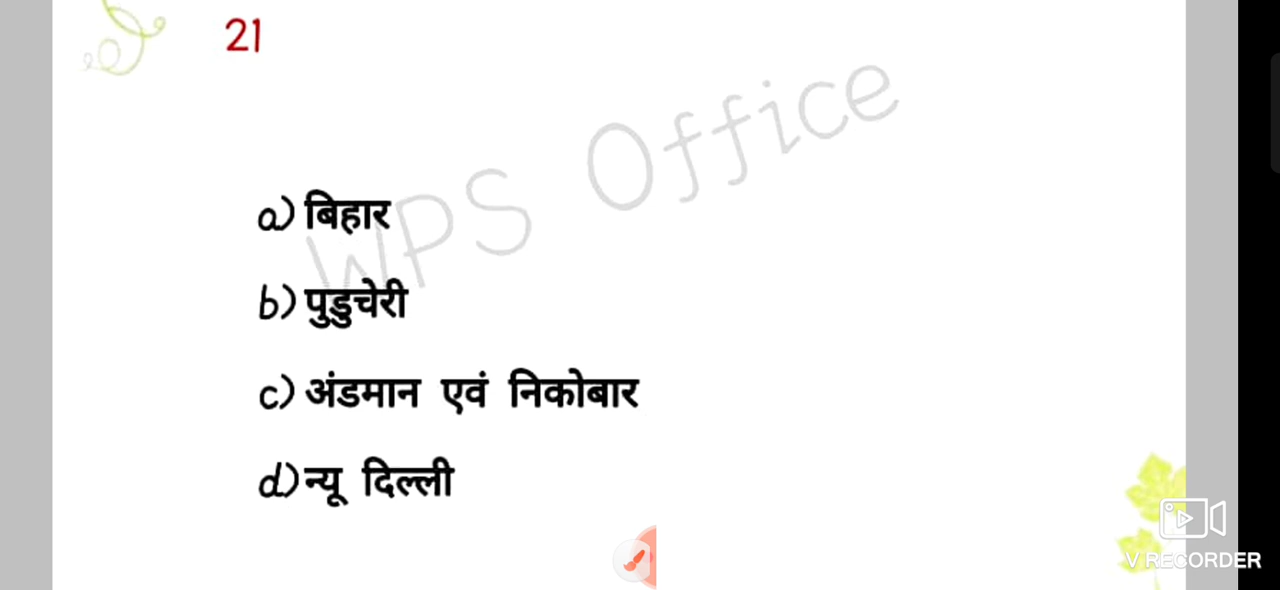 21
WPS Office
a) बिहार
b) पुडुचेरी
c) अंडमान एवं निकोबार
d) न्यू दिल्ली
V RECORDER